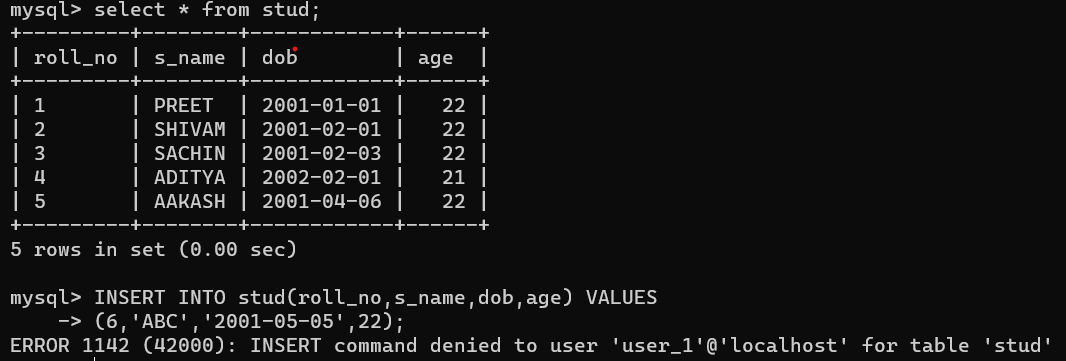 mysql> select * from stud;
+---------+--------+------------+------+
| roll_no | s_name | dob        | age  |
+---------+--------+------------+------+
| 1       | PREET  | 2001-01-01 |   22 |
| 2       | SHIVAM | 2001-02-01 |   22 |
| 3       | SACHIN | 2001-02-03 |   22 |
| 4       | ADITYA | 2002-02-01 |   21 |
| 5       | AAKASH | 2001-04-06 |   22 |
+---------+--------+------------+------+
5 rows in set (0.00 sec)

mysql> INSERT INTO stud(roll_no,s_name,dob,age) VALUES
    -> (6,'ABC','2001-05-05',22);
ERROR 1142 (42000): INSERT command denied to user 'user_1'@'localhost' for table 'stud'